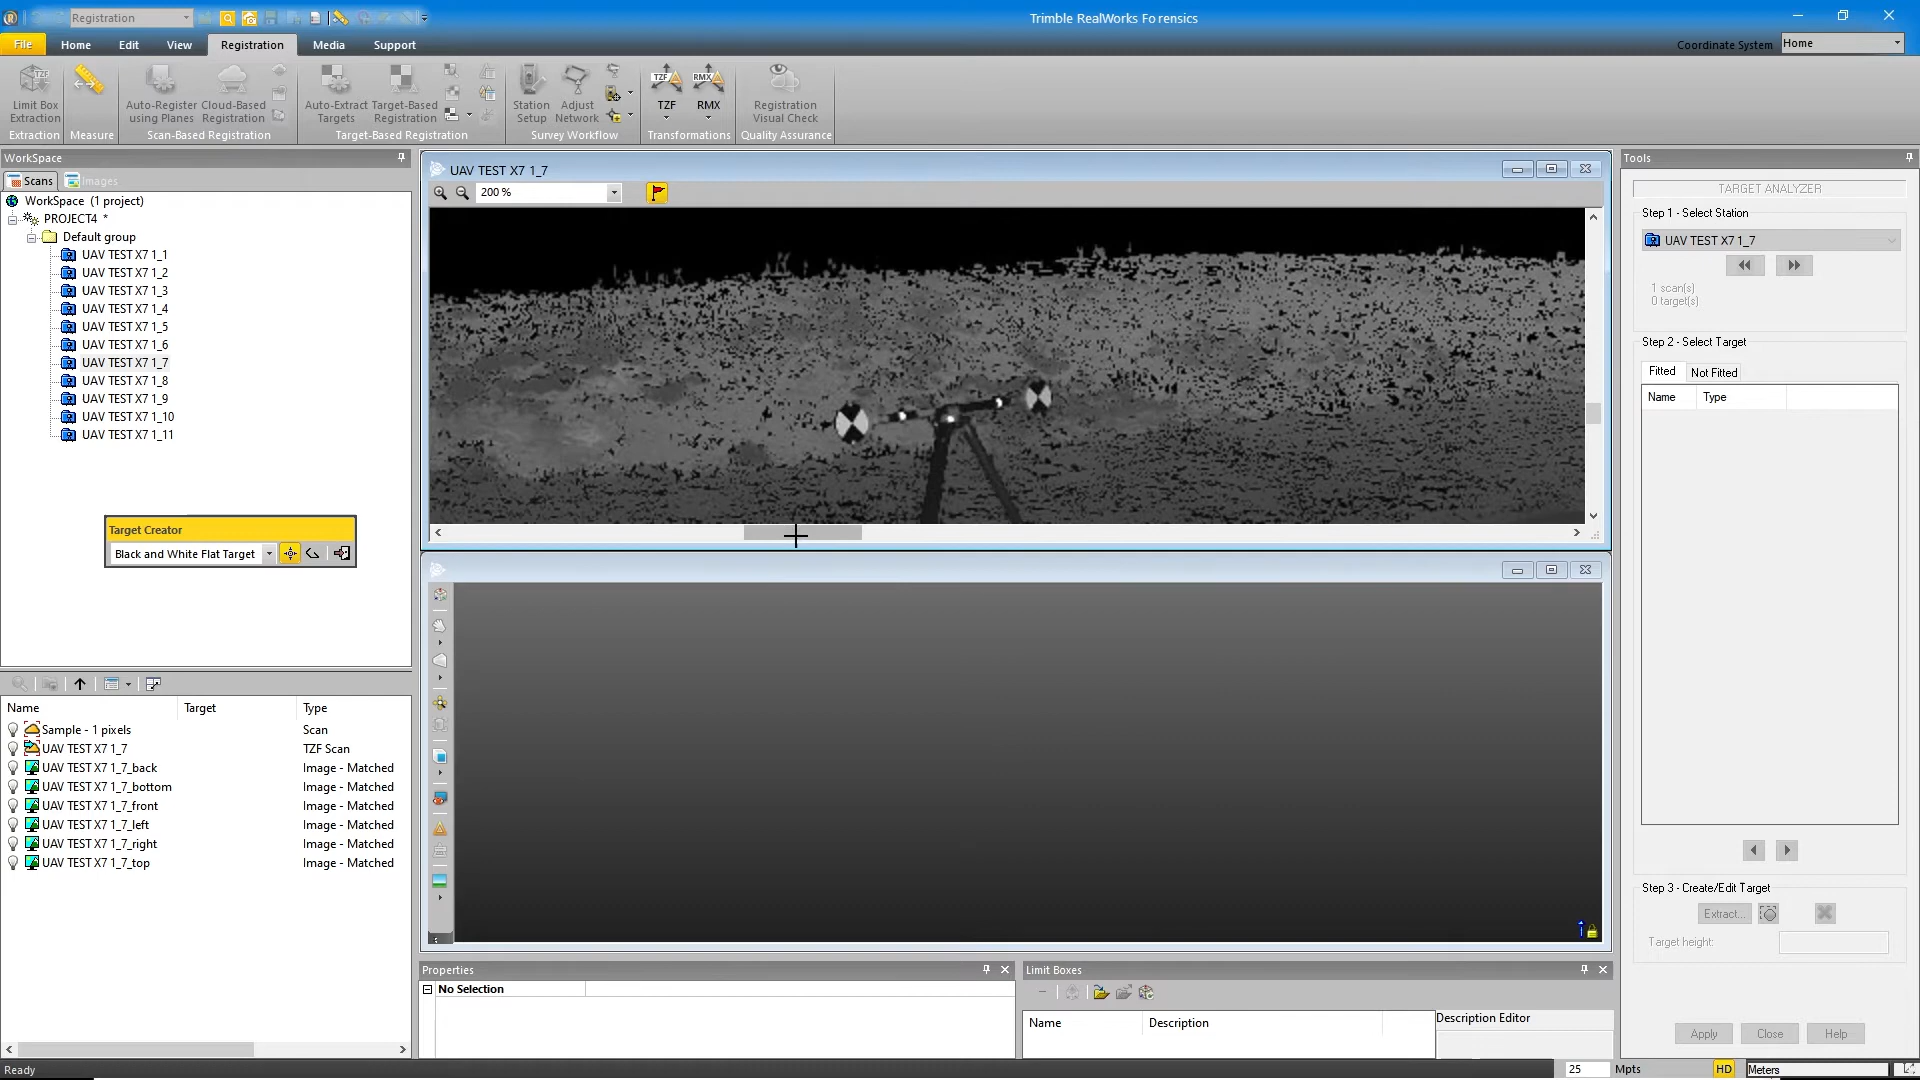 Registration
Trimble RealWorks Forensics
File
Home
Edit
View
Registration
Media
Support
Coordinate System
Home
Limit Box Extraction
Auto-Register using Planes
Cloud-Based Registration
Auto-Extract Targets
Target-Based Registration
Station Setup
Adjust Network
TZF
TZF
RMX
RMX
Registration Visual Check
Extraction
Measure
Scan-Based Registration
Target-Based Registration
Survey Workflow
Transformations
Quality Assurance
WorkSpace
Scans
Images
WorkSpace (1 project)
PROJECT4 *
Default group
UAV TEST X7 1_1
UAV TEST X7 1_2
UAV TEST X7 1_3
UAV TEST X7 1_4
UAV TEST X7 1_5
UAV TEST X7 1_6
UAV TEST X7 1_7
UAV TEST X7 1_8
UAV TEST X7 1_9
UAV TEST X7 1_10
UAV TEST X7 1_11
Target Creator
Black and White Flat Target
Name Target Type
Sample - 1 pixels Scan
UAV TEST X7 1_7 TZF Scan
UAV TEST X7 1_7_back Image - Matched
UAV TEST X7 1_7_bottom Image - Matched
UAV TEST X7 1_7_front Image - Matched
UAV TEST X7 1_7_left Image - Matched
UAV TEST X7 1_7_right Image - Matched
UAV TEST X7 1_7_top Image - Matched
UAV TEST X7 1_7
200 %
Properties
No Selection
Limit Boxes
Name Description
Description Editor
Tools
TARGET ANALYZER
Step 1 - Select Station
UAV TEST X7 1_7
1 scan(s)
0 target(s)
Step 2 - Select Target
Fitted
Not Fitted
Name Type
Step 3 - Create/Edit Target
Extract...
Target height:
Apply
Close
Help
Ready
25 Mpts
HD
Meters